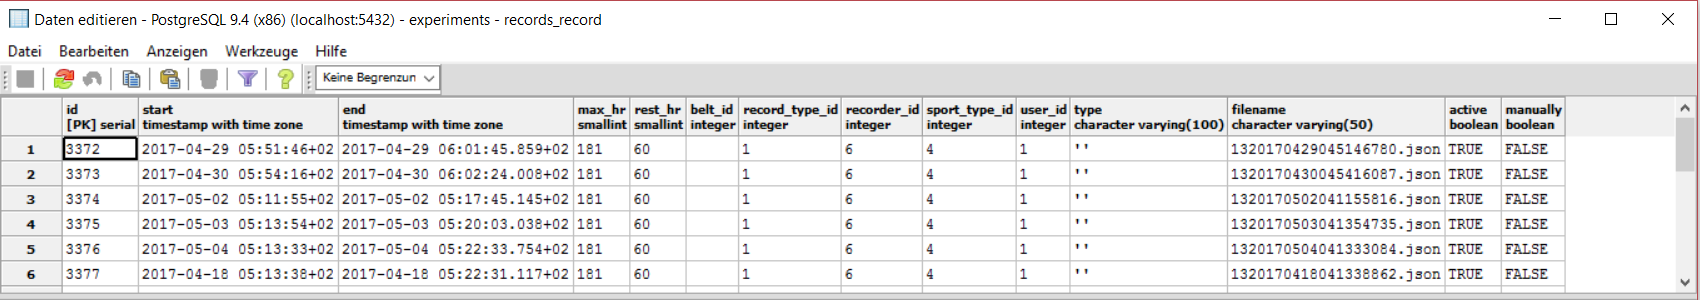 Daten editieren - PostgreSQL 9.4 (x86) (localhost:5432) - experiments - records_record
Datei Bearbeiten Anzeigen Werkzeuge Hilfe
Keine Begrenzun
id start end max_hr rest_hr belt_id record_type_id recorder_id sport_type_id user_id type filename active manually
[PK] serial timestamp with time zone timestamp with time zone smallint smallint integer integer integer integer integer character varying(100) character varying(50) boolean boolean
1 3372 2017-04-29 05:51:46+02 2017-04-29 06:01:45.859+02 181 60 1 6 4 1 '' 1320170429045146780.json TRUE FALSE
2 3373 2017-04-30 05:54:16+02 2017-04-30 06:02:24.008+02 181 60 1 6 4 1 '' 1320170430045416087.json TRUE FALSE
3 3374 2017-05-02 05:11:55+02 2017-05-02 05:17:45.145+02 181 60 1 6 4 1 '' 1320170502041155816.json TRUE FALSE
4 3375 2017-05-03 05:13:54+02 2017-05-03 05:20:03.038+02 181 60 1 6 4 1 '' 1320170503041354735.json TRUE FALSE
5 3376 2017-05-04 05:13:33+02 2017-05-04 05:22:33.754+02 181 60 1 6 4 1 '' 1320170504041333084.json TRUE FALSE
6 3377 2017-04-18 05:13:38+02 2017-04-18 05:22:31.117+02 181 60 1 6 4 1 '' 1320170418041338862.json TRUE FALSE